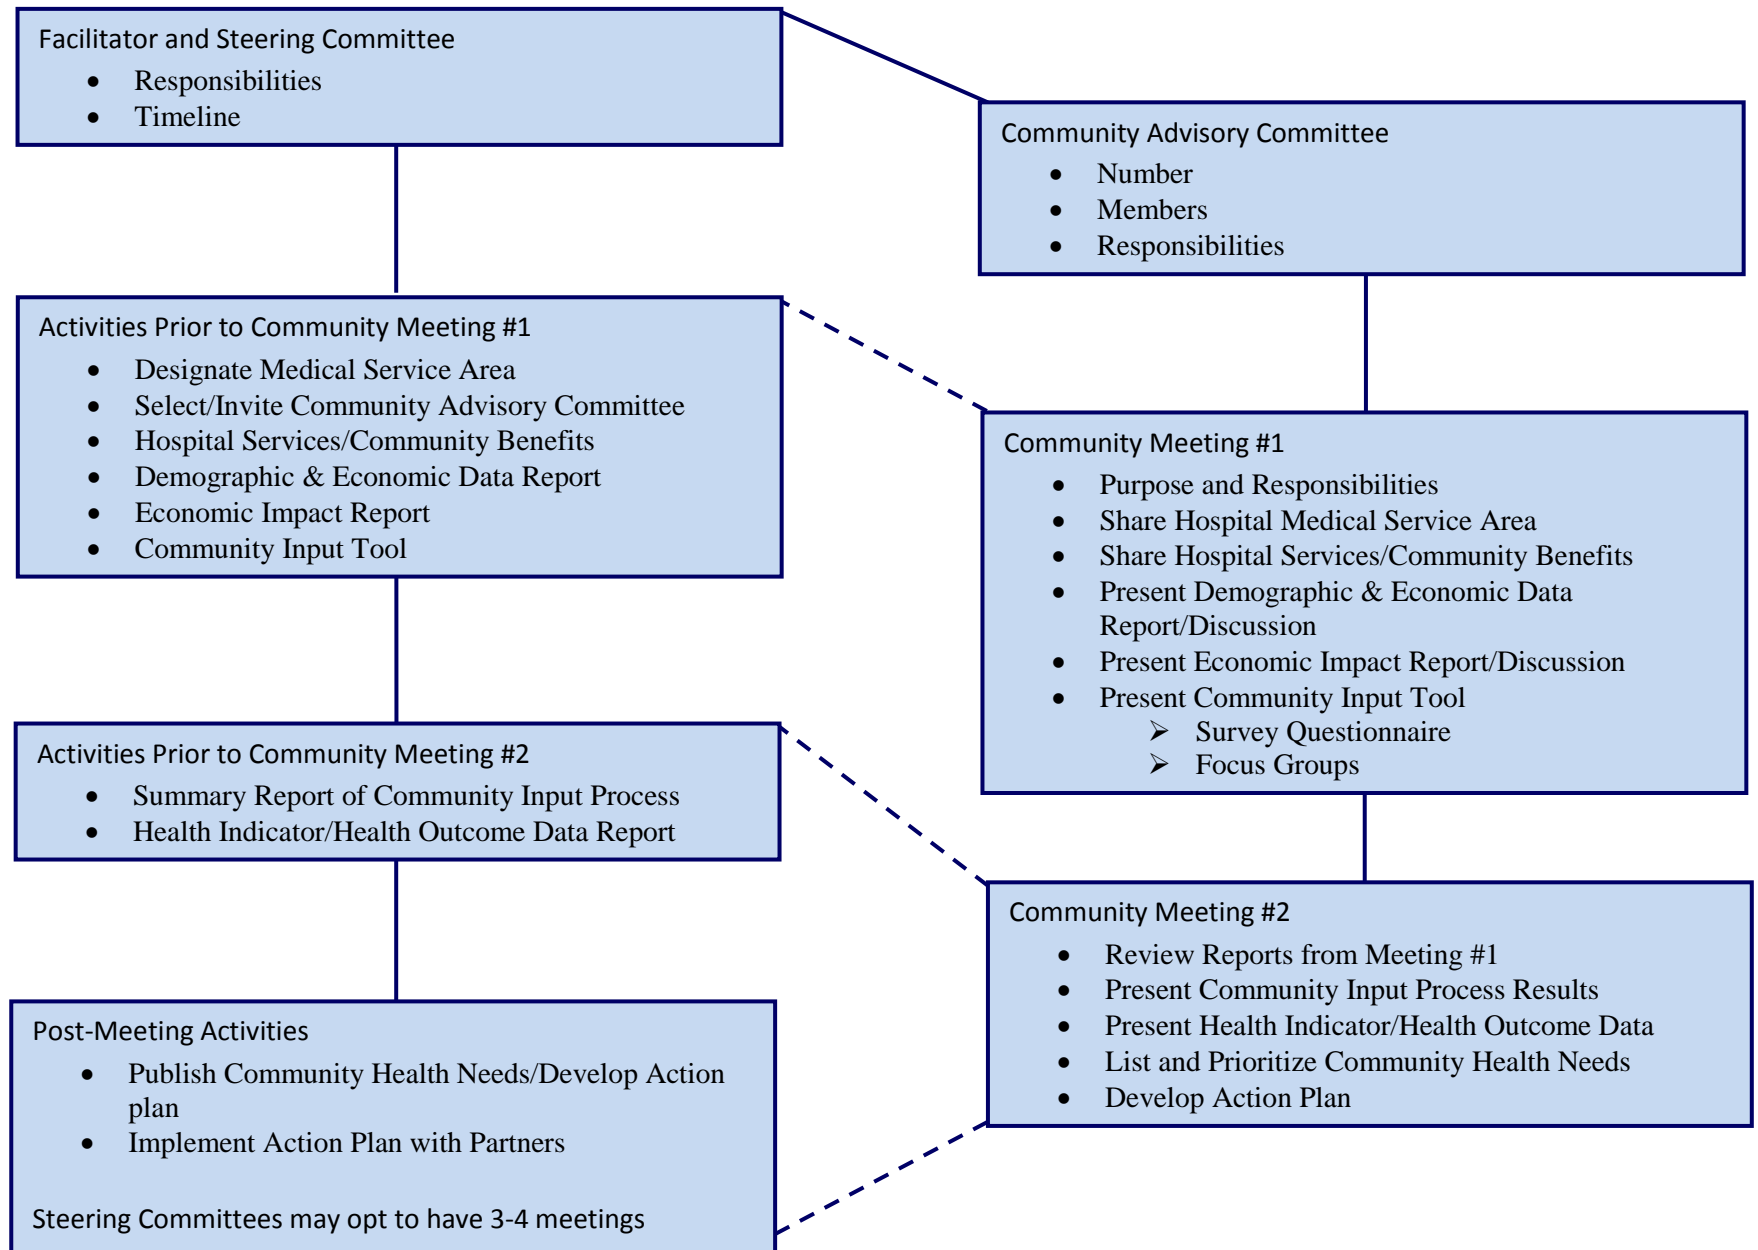 Facilitator and Steering Committee
• Responsibilities
• Timeline
Community Advisory Committee
• Number
• Members
• Responsibilities
Activities Prior to Community Meeting #1
• Designate Medical Service Area
• Select/Invite Community Advisory Committee
• Hospital Services/Community Benefits
• Demographic & Economic Data Report
• Economic Impact Report
• Community Input Tool
Community Meeting #1
• Purpose and Responsibilities
• Share Hospital Medical Service Area
• Share Hospital Services/Community Benefits
• Present Demographic & Economic Data
Report/Discussion
• Present Economic Impact Report/Discussion
• Present Community Input Tool
➢ Survey Questionnaire
➢ Focus Groups
Activities Prior to Community Meeting #2
• Summary Report of Community Input Process
• Health Indicator/Health Outcome Data Report
Community Meeting #2
• Review Reports from Meeting #1
• Present Community Input Process Results
• Present Health Indicator/Health Outcome Data
• List and Prioritize Community Health Needs
• Develop Action Plan
Post-Meeting Activities
• Publish Community Health Needs/Develop Action
plan
• Implement Action Plan with Partners
Steering Committees may opt to have 3-4 meetings